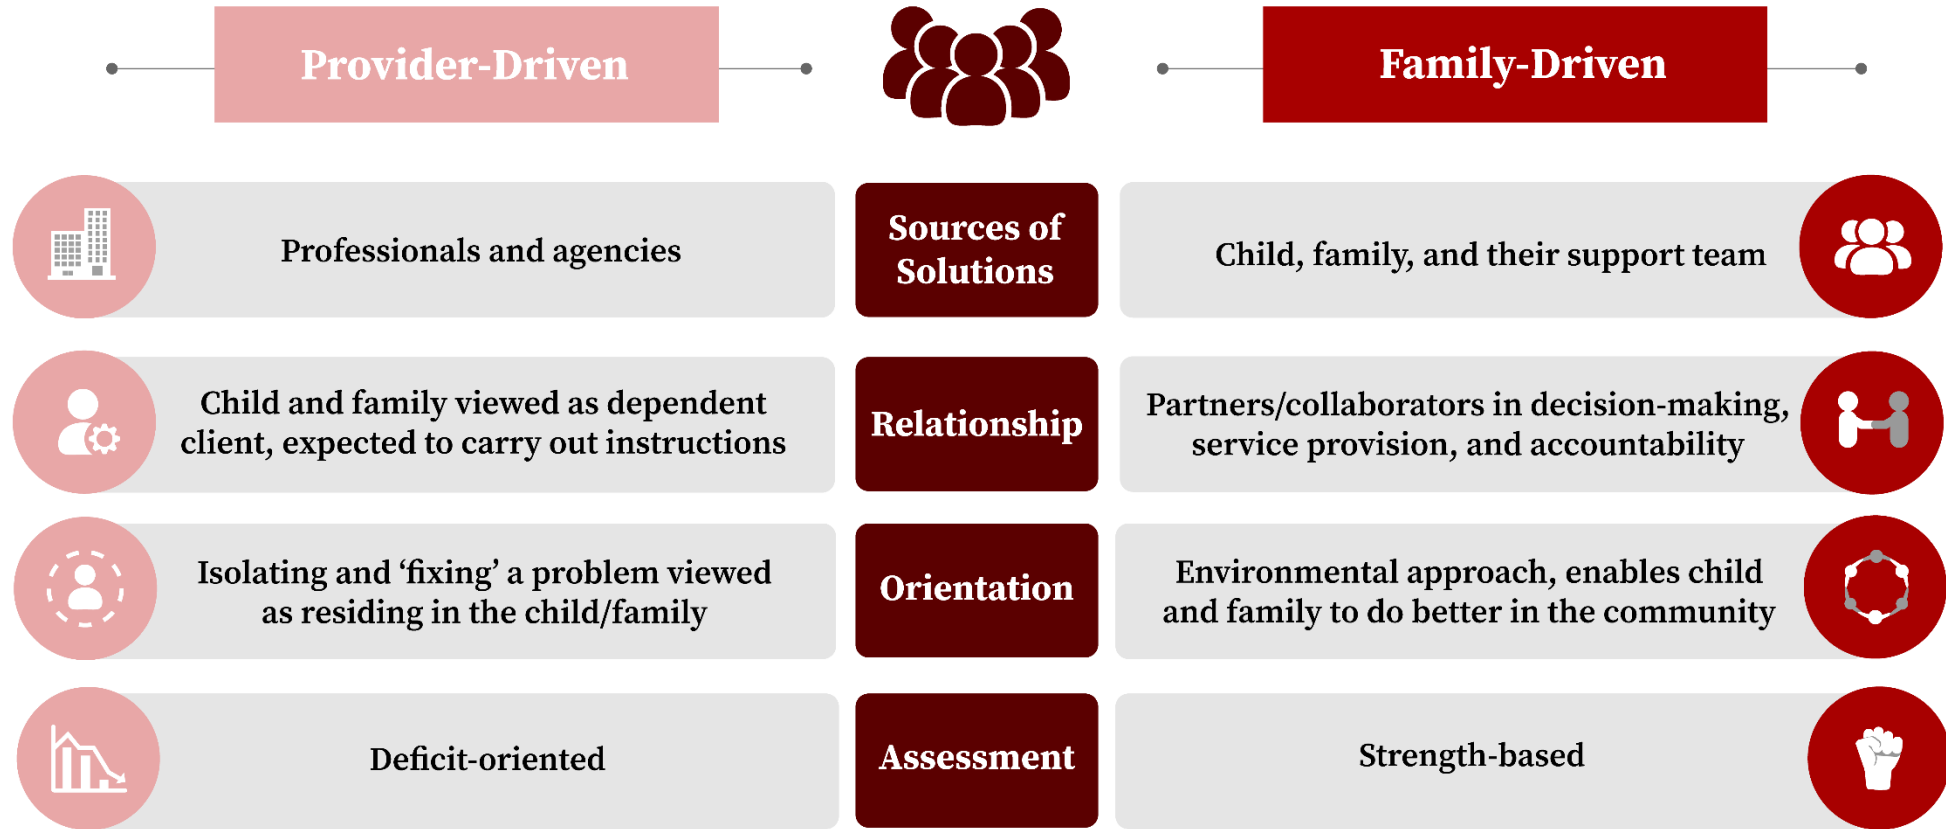 Provider-Driven
Family-Driven
Professionals and agencies
Sources of
Solutions
Child, family, and their support team
Child and family viewed as dependent
client, expected to carry out instructions
Relationship
Partners/collaborators in decision-making,
service provision, and accountability
Isolating and ‘fixing’ a problem viewed
as residing in the child/family
Orientation
Environmental approach, enables child
and family to do better in the community
Deficit-oriented
Assessment
Strength-based